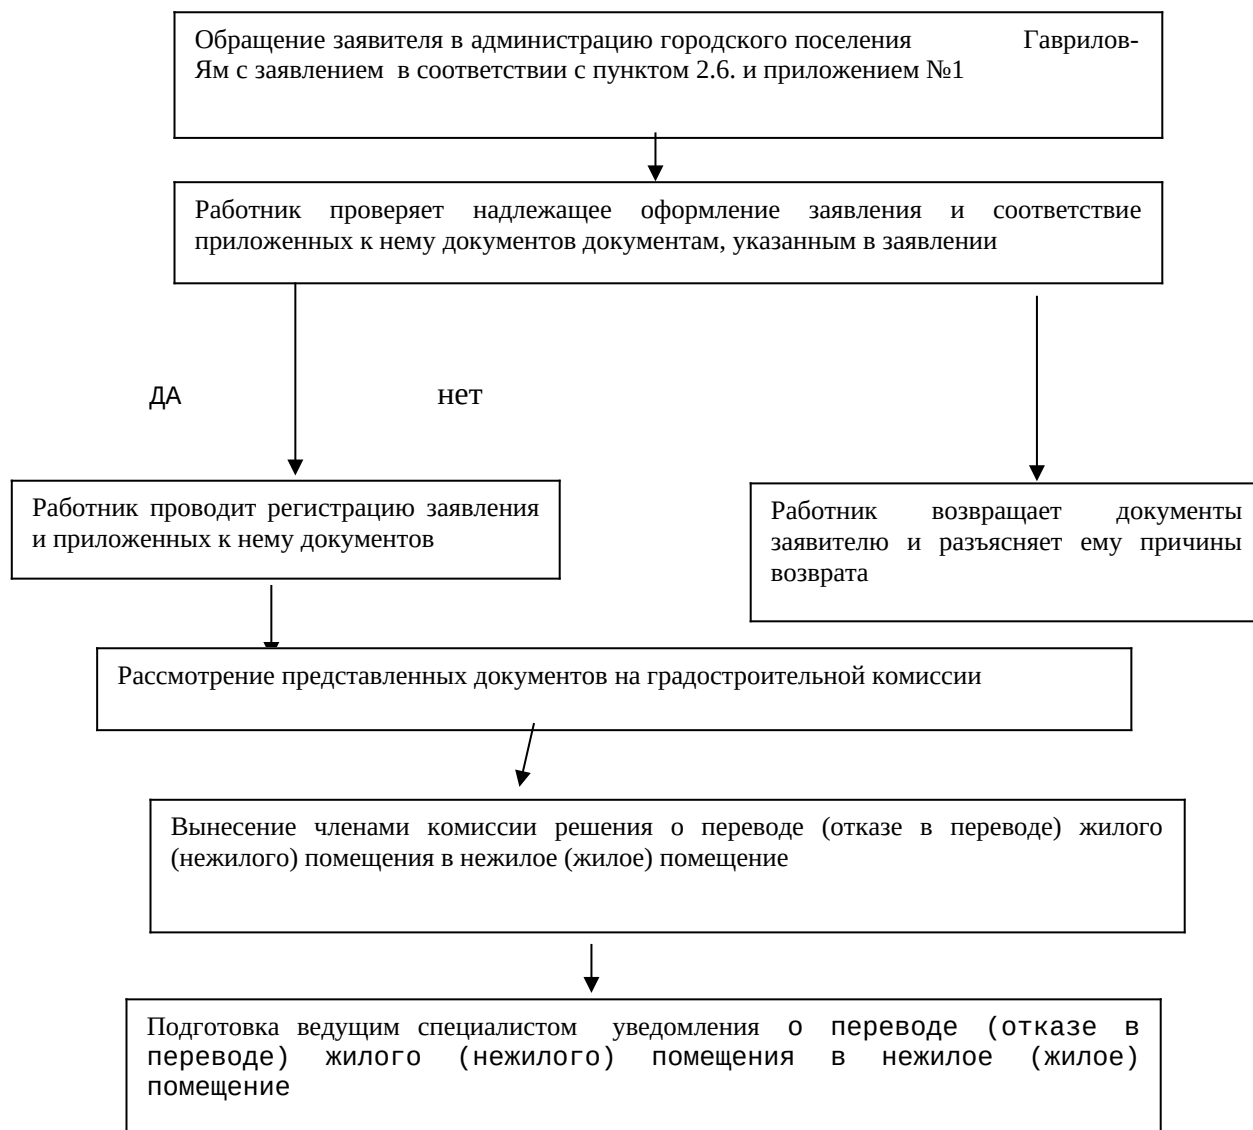 Обращение заявителя в администрацию городского поселения Гаврилов-
Ям с заявлением в соответствии с пунктом 2.6. и приложением №1
Работник проверяет надлежащее оформление заявления и соответствие
приложенных к нему документов документам, указанным в заявлении
ДА нет
Работник проводит регистрацию заявления
и приложенных к нему документов
Работник возвращает документы
заявителю и разъясняет ему причины
возврата
Рассмотрение представленных документов на градостроительной комиссии
Вынесение членами комиссии решения о переводе (отказе в переводе) жилого
(нежилого) помещения в нежилое (жилое) помещение
Подготовка ведущим специалистом уведомления о переводе (отказе в
переводе) жилого (нежилого) помещения в нежилое (жилое)
помещение